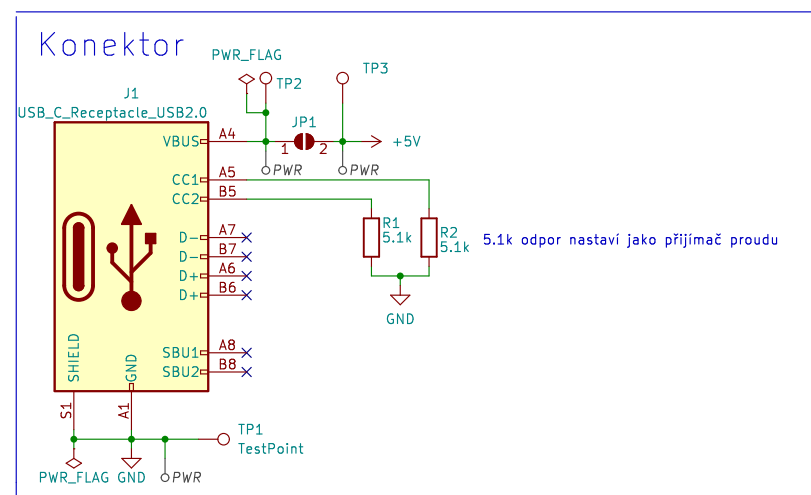 Konektor
PWR_FLAG
TP2
TP3
J1
USB_C_Receptacle_USB2.0
JP1
VBUS
A4
1
2
+5V
PWR
PWR
CC1
A5
CC2
B5
R1
5.1k
R2
5.1k
5.1k odpor nastaví jako přijímač proudu
D-
A7
D-
B7
D+
A6
D+
B6
GND
SBU1
A8
SBU2
B8
SHIELD
GND
S1
A1
TP1
TestPoint
PWR_FLAG
GND
PWR